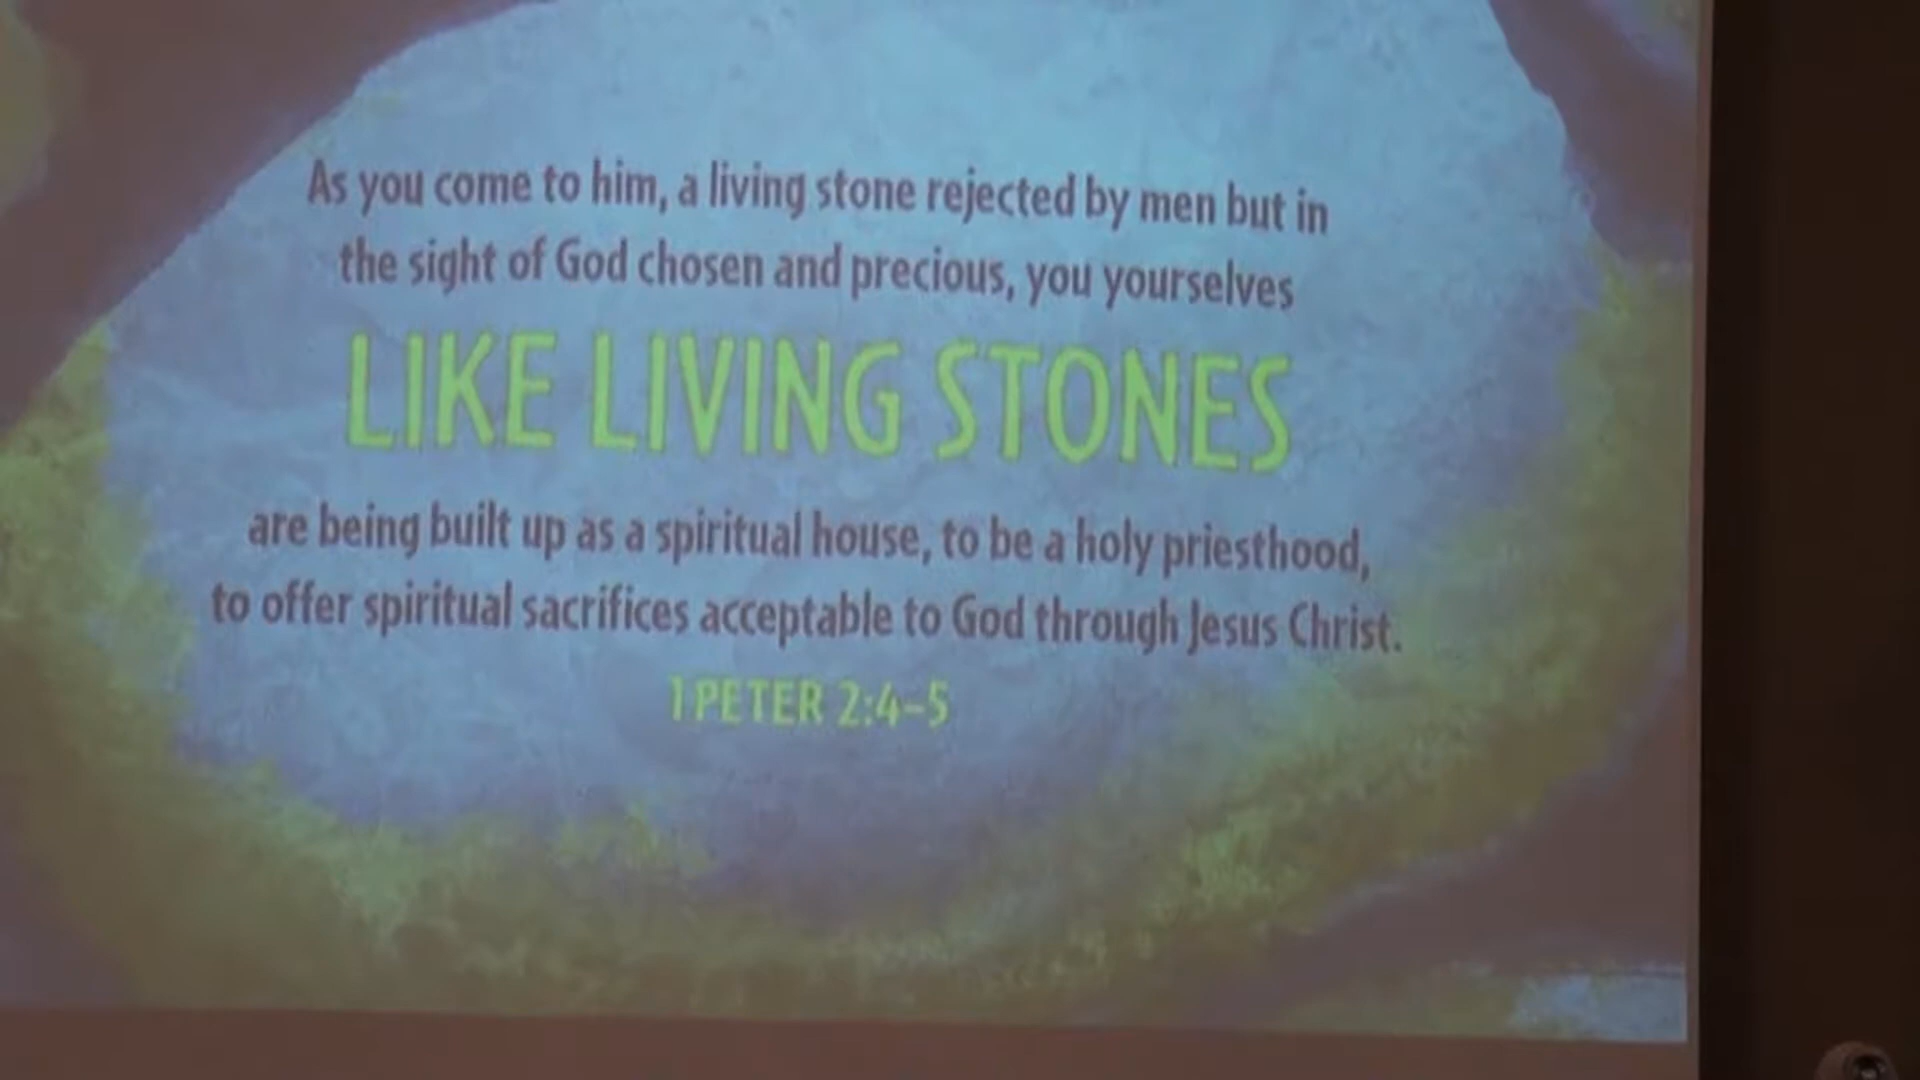 As you come to him, a living stone rejected by men but in
the sight of God chosen and precious, you yourselves
LIKE LIVING STONES
are being built up as a spiritual house, to be a holy priesthood,
to offer spiritual sacrifices acceptable to God through Jesus Christ.
1 PETER 2:4–5